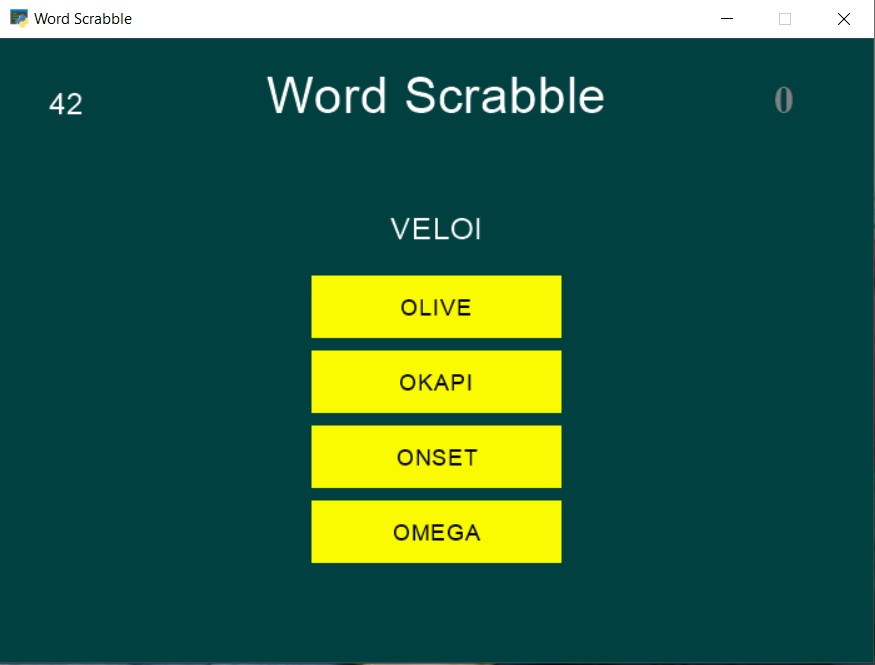 Word Scrabble
42
Word Scrabble
0
VELOI
OLIVE
OKAPI
ONSET
OMEGA